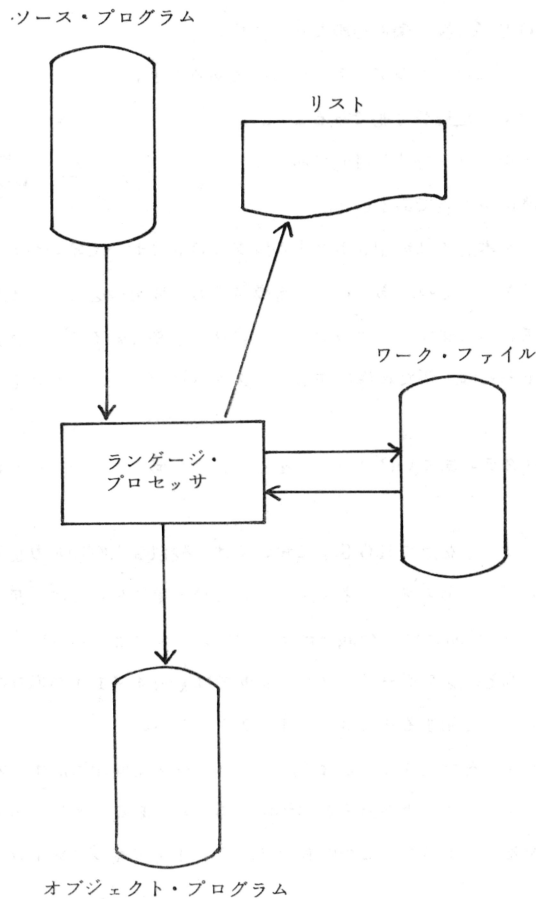 ソース・プログラム
リスト
ワーク・ファイル
ランゲージ・
プロセッサ
オブジェクト・プログラム